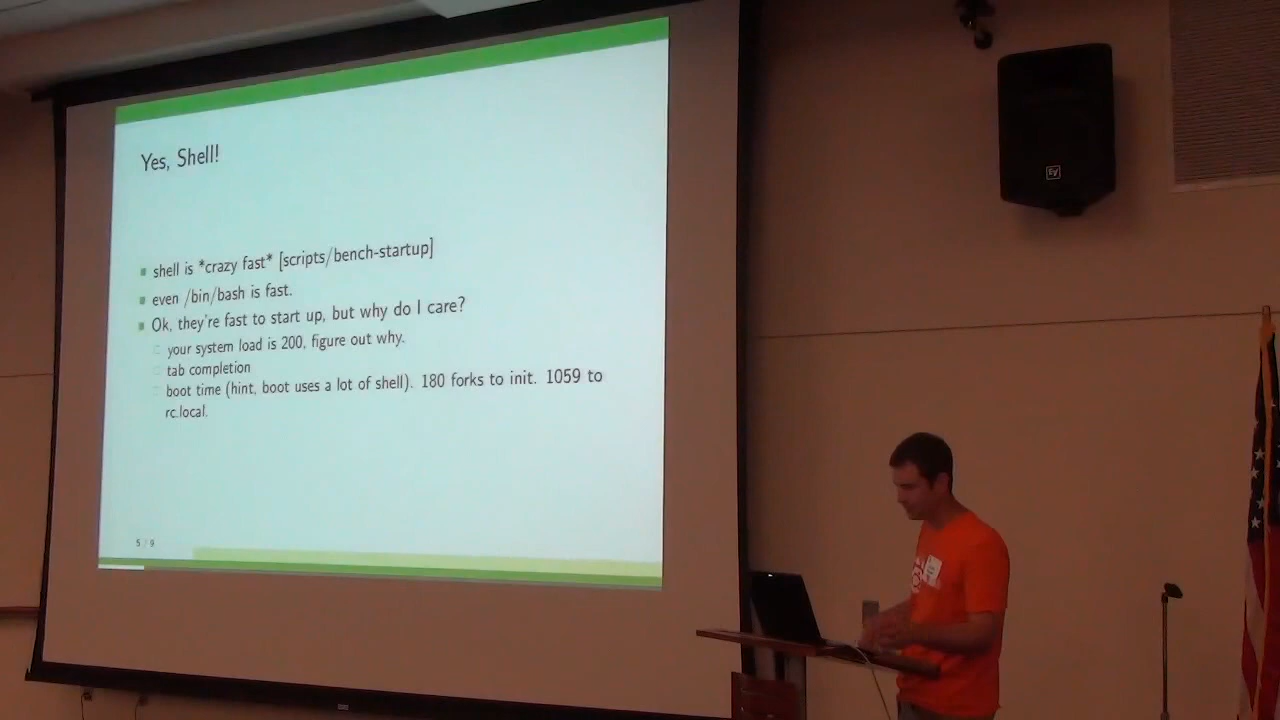 Yes, Shell!
shell is *crazy fast* [scripts/bench-startup]
even /bin/bash is fast.
Ok, they're fast to start up, but why do I care?
your system load is 200, figure out why.
tab completion
boot time (hint, boot uses a lot of shell). 180 forks to init. 1059 to
rc.local.
5 / 9
EV